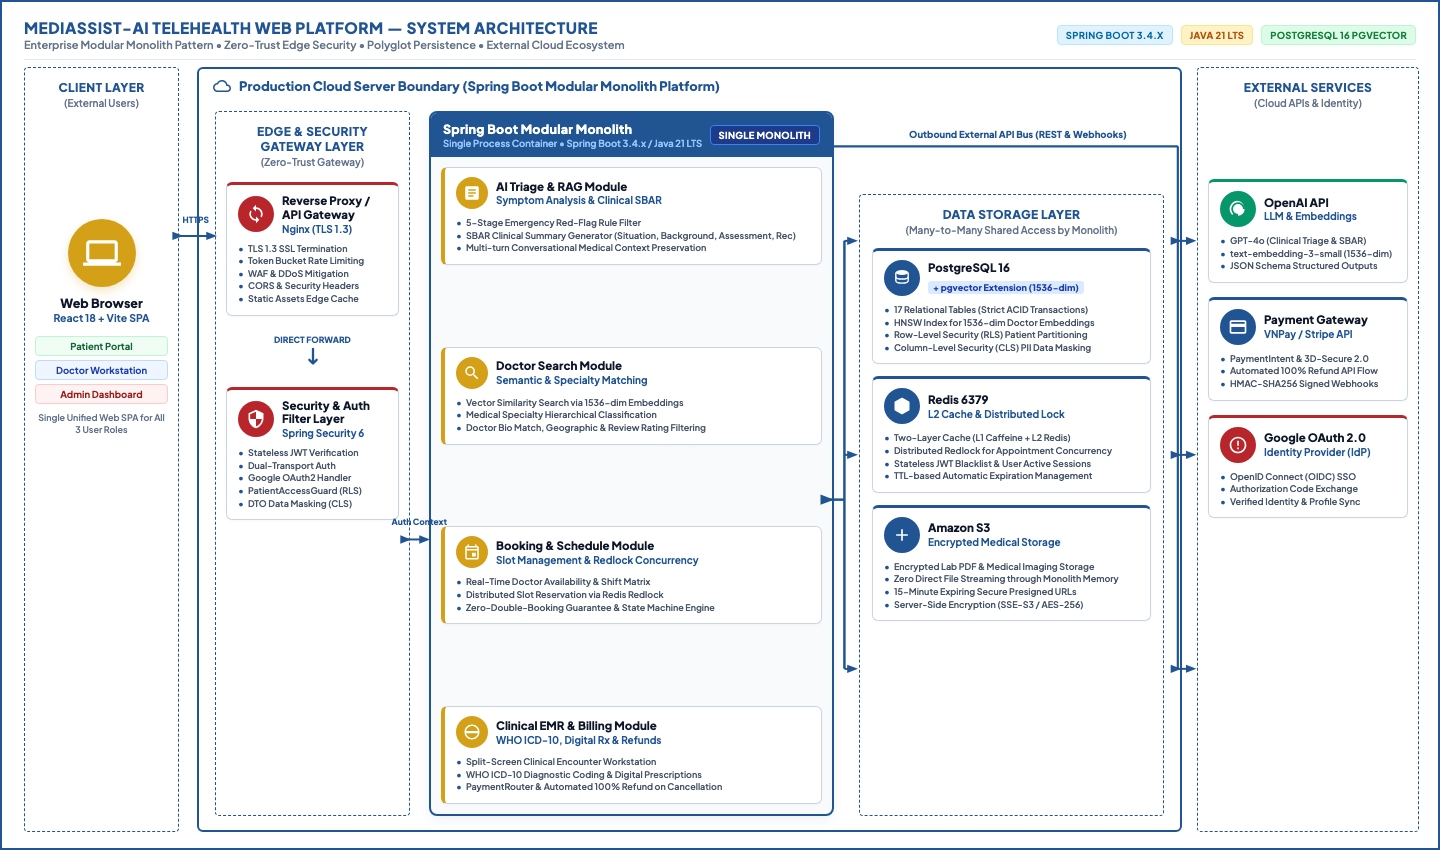 MEDIASSIST-AI TELEHEALTH WEB PLATFORM — SYSTEM ARCHITECTURE
Enterprise Modular Monolith Pattern • Zero-Trust Edge Security • Polyglot Persistence • External Cloud Ecosystem
SPRING BOOT 3.4.X
JAVA 21 LTS
POSTGRESQL 16 PGVECTOR
CLIENT LAYER
(External Users)
Web Browser
React 18 + Vite SPA
Patient Portal
Doctor Workstation
Admin Dashboard
Single Unified Web SPA for All
3 User Roles
HTTPS
Production Cloud Server Boundary (Spring Boot Modular Monolith Platform)
EDGE & SECURITY
GATEWAY LAYER
(Zero-Trust Gateway)
Reverse Proxy /
API Gateway
Nginx (TLS 1.3)
• TLS 1.3 SSL Termination
• Token Bucket Rate Limiting
• WAF & DDoS Mitigation
• CORS & Security Headers
• Static Assets Edge Cache
DIRECT FORWARD
Security & Auth
Filter Layer
Spring Security 6
• Stateless JWT Verification
• Dual-Transport Auth
• Google OAuth2 Handler
• PatientAccessGuard (RLS)
• DTO Data Masking (CLS)
Auth Context
Spring Boot Modular Monolith
Single Process Container • Spring Boot 3.4.x / Java 21 LTS
SINGLE MONOLITH
AI Triage & RAG Module
Symptom Analysis & Clinical SBAR
• 5-Stage Emergency Red-Flag Rule Filter
• SBAR Clinical Summary Generator (Situation, Background, Assessment, Rec)
• Multi-turn Conversational Medical Context Preservation
Doctor Search Module
Semantic & Specialty Matching
• Vector Similarity Search via 1536-dim Embeddings
• Medical Specialty Hierarchical Classification
• Doctor Bio Match, Geographic & Review Rating Filtering
Booking & Schedule Module
Slot Management & Redlock Concurrency
• Real-Time Doctor Availability & Shift Matrix
• Distributed Slot Reservation via Redis Redlock
• Zero-Double-Booking Guarantee & State Machine Engine
Clinical EMR & Billing Module
WHO ICD-10, Digital Rx & Refunds
• Split-Screen Clinical Encounter Workstation
• WHO ICD-10 Diagnostic Coding & Digital Prescriptions
• PaymentRouter & Automated 100% Refund on Cancellation
Outbound External API Bus (REST & Webhooks)
DATA STORAGE LAYER
(Many-to-Many Shared Access by Monolith)
PostgreSQL 16
+ pgvector Extension (1536-dim)
• 17 Relational Tables (Strict ACID Transactions)
• HNSW Index for 1536-dim Doctor Embeddings
• Row-Level Security (RLS) Patient Partitioning
• Column-Level Security (CLS) PII Data Masking
Redis 6379
L2 Cache & Distributed Lock
• Two-Layer Cache (L1 Caffeine + L2 Redis)
• Distributed Redlock for Appointment Concurrency
• Stateless JWT Blacklist & User Active Sessions
• TTL-based Automatic Expiration Management
Amazon S3
Encrypted Medical Storage
• Encrypted Lab PDF & Medical Imaging Storage
• Zero Direct File Streaming through Monolith Memory
• 15-Minute Expiring Secure Presigned URLs
• Server-Side Encryption (SSE-S3 / AES-256)
EXTERNAL SERVICES
(Cloud APIs & Identity)
OpenAI API
LLM & Embeddings
• GPT-4o (Clinical Triage & SBAR)
• text-embedding-3-small (1536-dim)
• JSON Schema Structured Outputs
Payment Gateway
VNPay / Stripe API
• PaymentIntent & 3D-Secure 2.0
• Automated 100% Refund API Flow
• HMAC-SHA256 Signed Webhooks
Google OAuth 2.0
Identity Provider (IdP)
• OpenID Connect (OIDC) SSO
• Authorization Code Exchange
• Verified Identity & Profile Sync